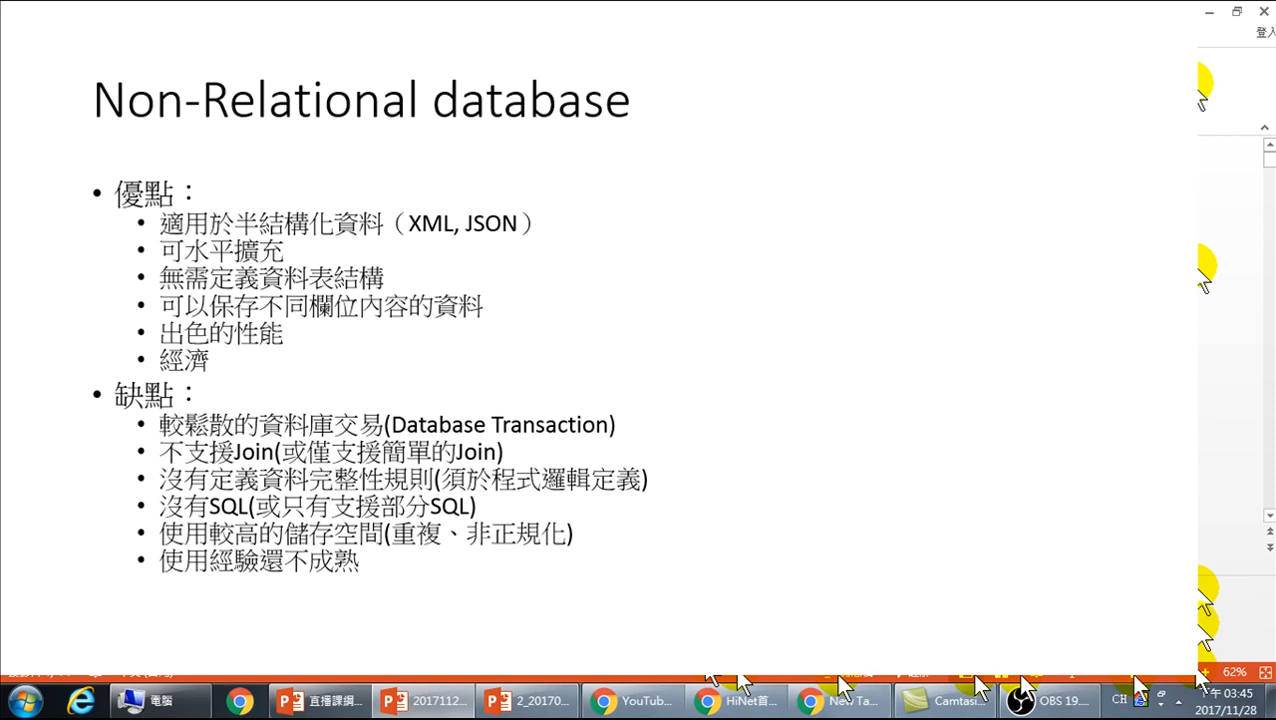 登入
Non-Relational database
• 優點：
• 適用於半結構化資料（XML, JSON）
• 可水平擴充
• 無需定義資料表結構
• 可以保存不同欄位內容的資料
• 出色的性能
• 經濟
• 缺點：
• 較鬆散的資料庫交易(Database Transaction)
• 不支援Join(或僅支援簡單的Join)
• 沒有定義資料完整性規則(須於程式邏輯定義)
• 沒有SQL(或只有支援部分SQL)
• 使用較高的儲存空間(重複、非正規化)
• 使用經驗還不成熟
62%
電腦
直播課綱...
2017112...
2_20170...
YouTub...
HiNet首...
New Ta...
Camtasi...
OBS 19....
CH
下午 03:45
2017/11/28